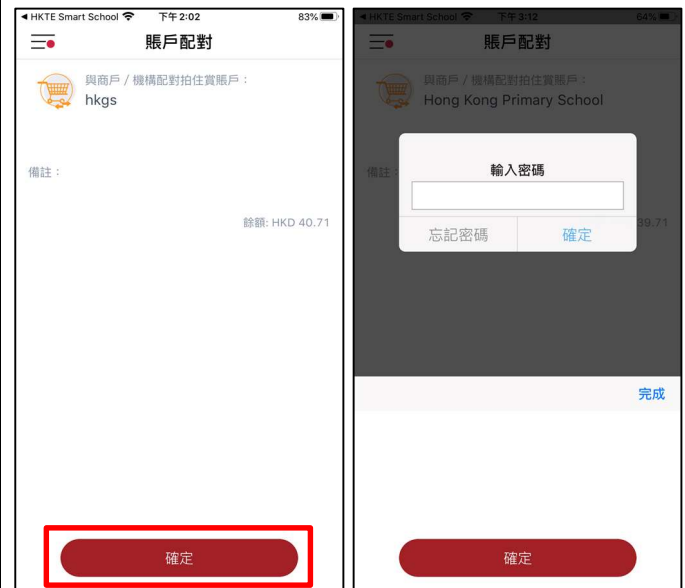 HKTE Smart School 下午2:02 83%
賬戶配對
與商戶 / 機構配對拍住賞賬戶：
hkgs
備註：
餘額: HKD 40.71
確定
HKTE Smart School 下午3:12 64%
賬戶配對
與商戶 / 機構配對拍住賞賬戶：
Hong Kong Primary School
備註
輸入密碼
39.71
忘記密碼 確定
完成
確定